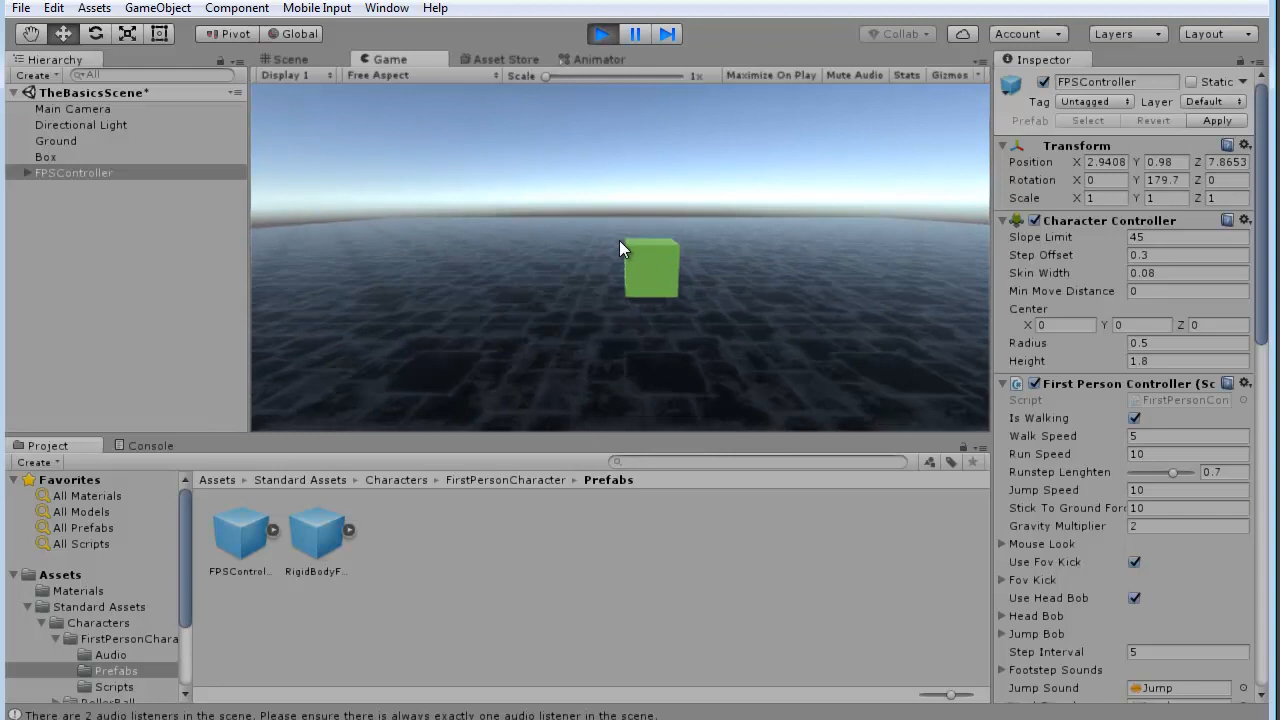 File Edit Assets GameObject Component Mobile Input Window Help
Pivot Global Collab Account Layers Layout
Hierarchy Scene Game Asset Store Animator Inspector
Create All Display 1 Free Aspect Scale 1x Maximize On Play Mute Audio Stats Gizmos
FPSController Static
TheBasicsScene*
Tag Untagged Layer Default
Main Camera
Prefab Select Revert Apply
Directional Light
Ground
Transform
Box
Position X 2.9408 Y 0.98 Z 7.8653
FPSController
Rotation X 0 Y 179.7 Z 0
Scale X 1 Y 1 Z 1
Character Controller
Slope Limit 45
Step Offset 0.3
Skin Width 0.08
Min Move Distance 0
Center
X 0 Y 0 Z 0
Radius 0.5
Height 1.8
First Person Controller (Sc
Script FirstPersonCon
Is Walking
Walk Speed 5
Run Speed 10
Runstep Lenghten 0.7
Jump Speed 10
Stick To Ground Forc 10
Gravity Multiplier 2
Mouse Look
Use Fov Kick
Fov Kick
Use Head Bob
Head Bob
Jump Bob
Step Interval 5
Footstep Sounds
Jump Sound Jump
Project Console
Create
Favorites
All Materials
All Models
All Prefabs
All Scripts
Assets
Materials
Standard Assets
Characters
FirstPersonChara
Audio
Prefabs
Scripts
RollerBall
Assets Standard Assets Characters FirstPersonCharacter Prefabs
FPSControl... RigidBodyF...
There are 2 audio listeners in the scene. Please ensure there is always exactly one audio listener in the scene.